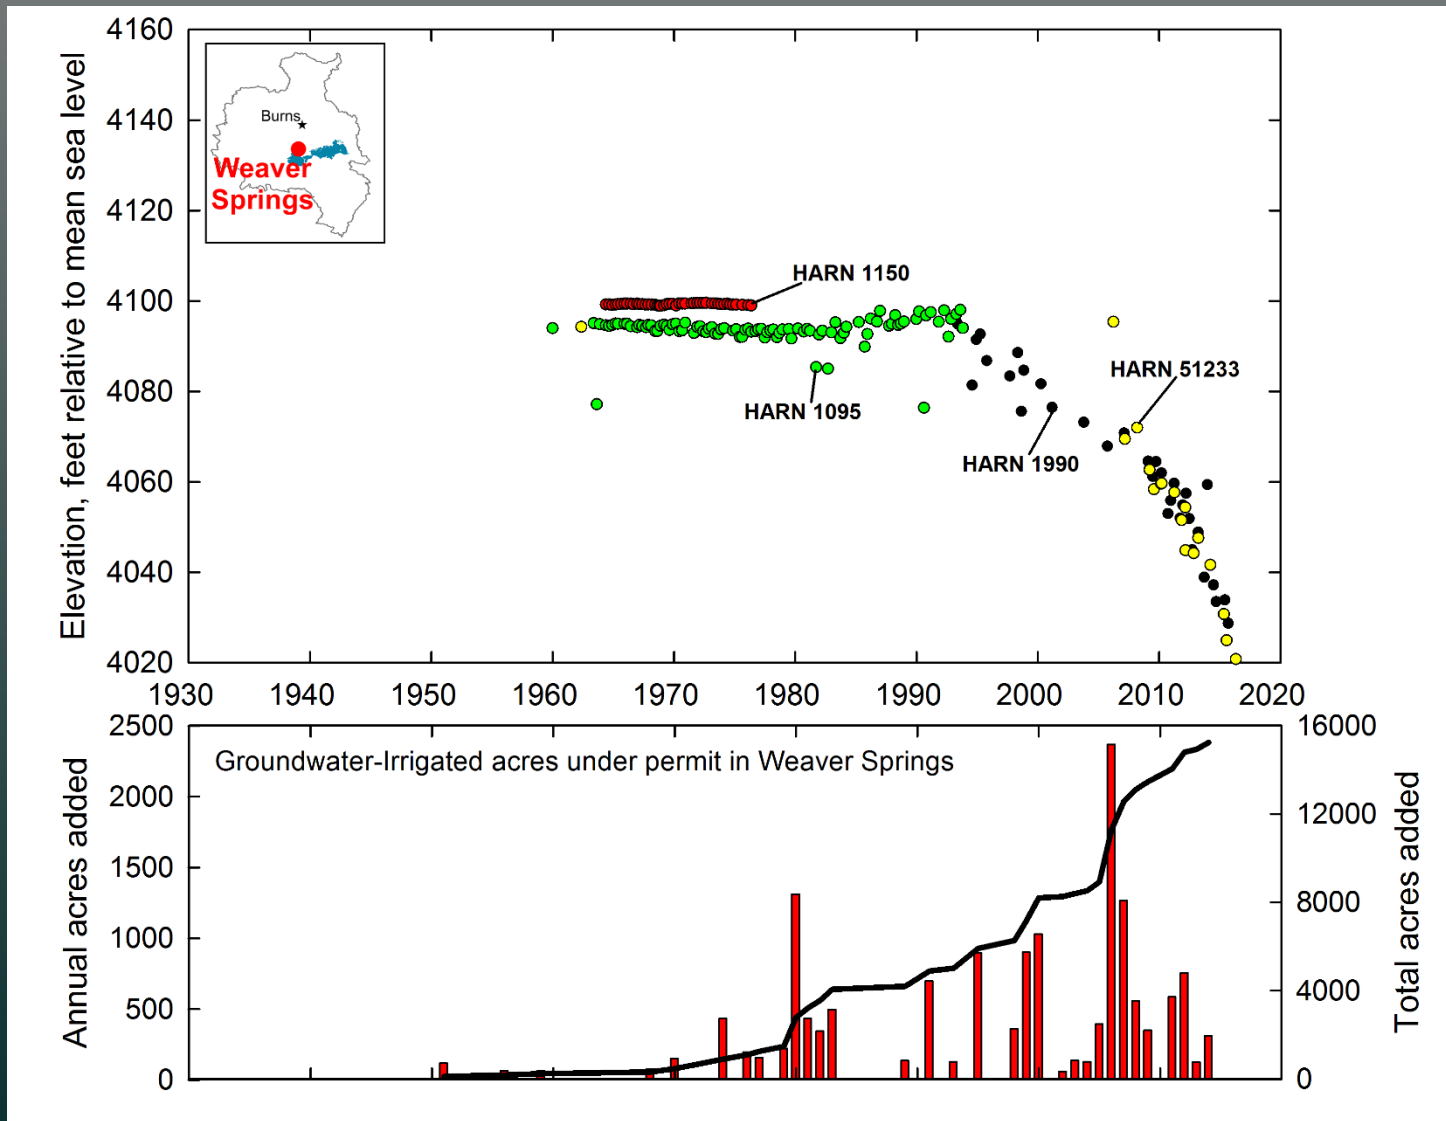 Elevation, feet relative to mean sea level
4160
4140
4120
4100
4080
4060
4040
4020
Burns
Weaver
Springs
HARN 1150
HARN 51233
HARN 1095
HARN 1990
1930 1940 1950 1960 1970 1980 1990 2000 2010 2020
Annual acres added
2500
2000
1500
1000
500
0
Groundwater-Irrigated acres under permit in Weaver Springs
16000
12000
8000
4000
0
Total acres added